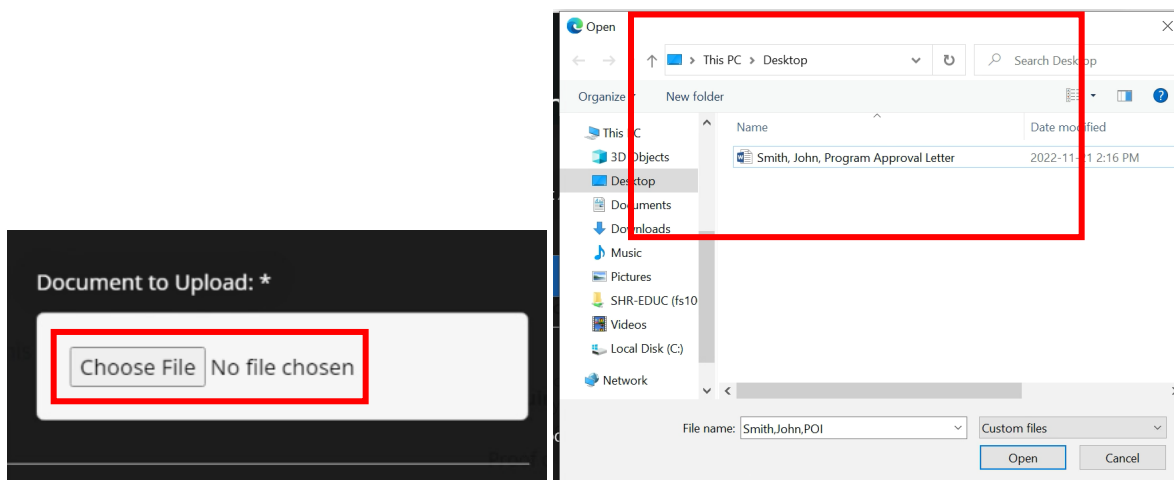 Document to Upload: *
Choose File No file chosen
Open
This PC > Desktop
Search Desktop
Organize
New folder
Name
Date modified
This PC
3D Objects
Smith, John, Program Approval Letter
2022-11-21 2:16 PM
Desktop
Documents
Downloads
Music
Pictures
SHR-EDUC (fs10
Videos
Local Disk (C:)
Network
File name: Smith,John,POI
Custom files
Open
Cancel